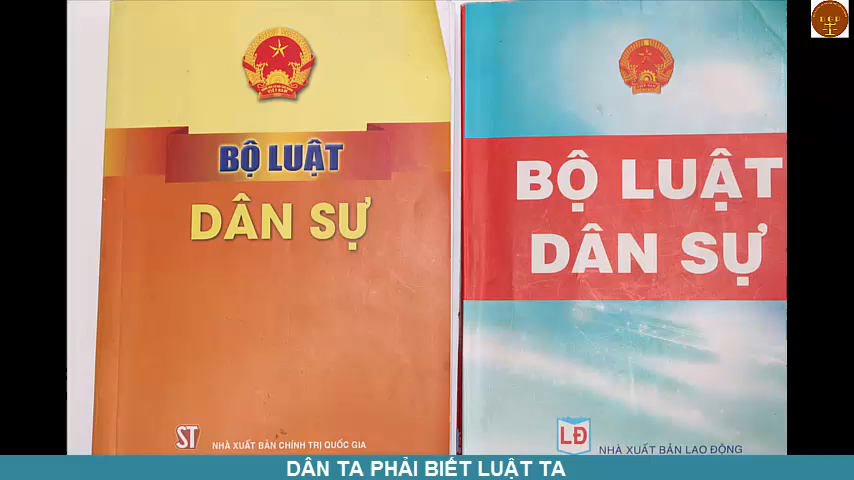 BỘ LUẬT
DÂN SỰ
ST
NHÀ XUẤT BẢN CHÍNH TRỊ QUỐC GIA
BỘ LUẬT
DÂN SỰ
LĐ
NHÀ XUẤT BẢN LAO ĐỘNG
DÂN TA PHẢI BIẾT LUẬT TA